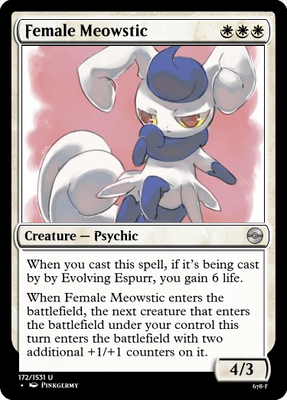 Female Meowstic
Creature — Psychic
When you cast this spell, if it's being cast
by by Evolving Espurr, you gain 6 life.
When Female Meowstic enters the
battlefield, the next creature that enters
the battlefield under your control this
turn enters the battlefield with two
additional +1/+1 counters on it.
4/3
172/1531 U
• Pinkgermy
678-F